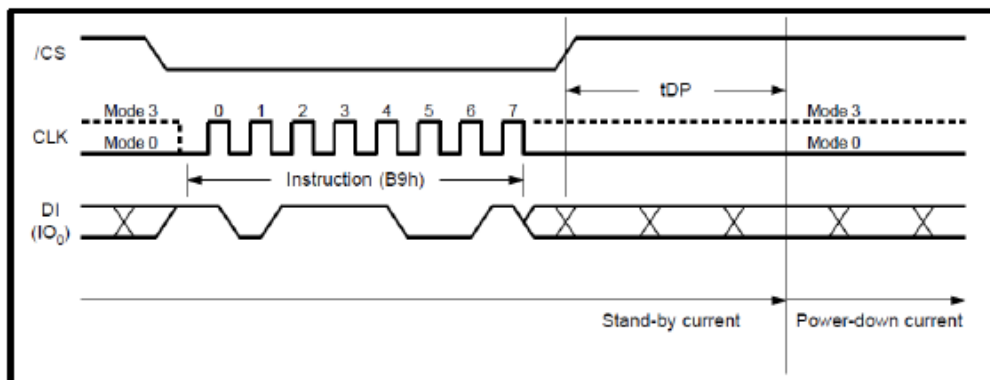 /CS
tDP
Mode 3
0 1 2 3 4 5 6 7
Mode 3
CLK
Mode 0
Mode 0
Instruction (B9h)
DI
(IO0)
Stand-by current
Power-down current